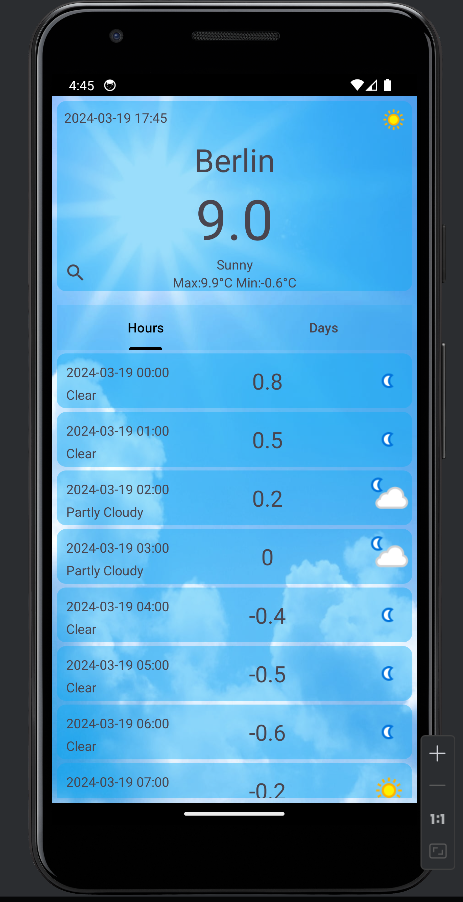 4:45
2024-03-19 17:45
Berlin
9.0
Sunny
Max:9.9°C Min:-0.6°C
Hours Days
2024-03-19 00:00
Clear
0.8
2024-03-19 01:00
Clear
0.5
2024-03-19 02:00
Partly Cloudy
0.2
2024-03-19 03:00
Partly Cloudy
0
2024-03-19 04:00
Clear
-0.4
2024-03-19 05:00
Clear
-0.5
2024-03-19 06:00
Clear
-0.6
2024-03-19 07:00
-0.2
1:1